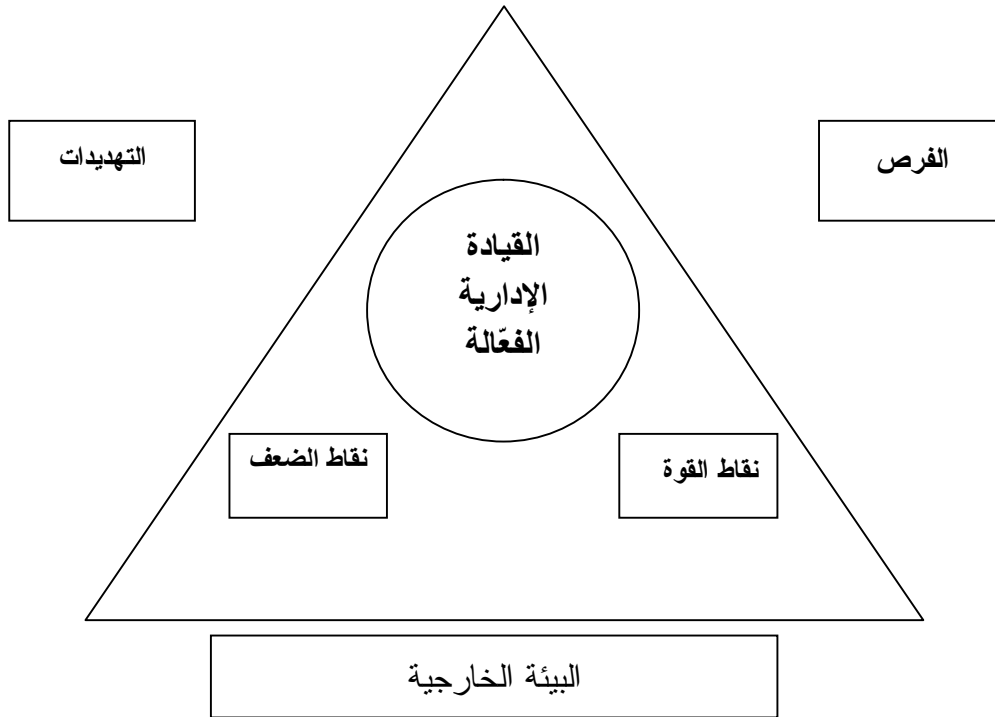 الفرص
التهديدات
القيادة
الإدارية
الفعّالة
نقاط القوة
نقاط الضعف
البيئة الخارجية